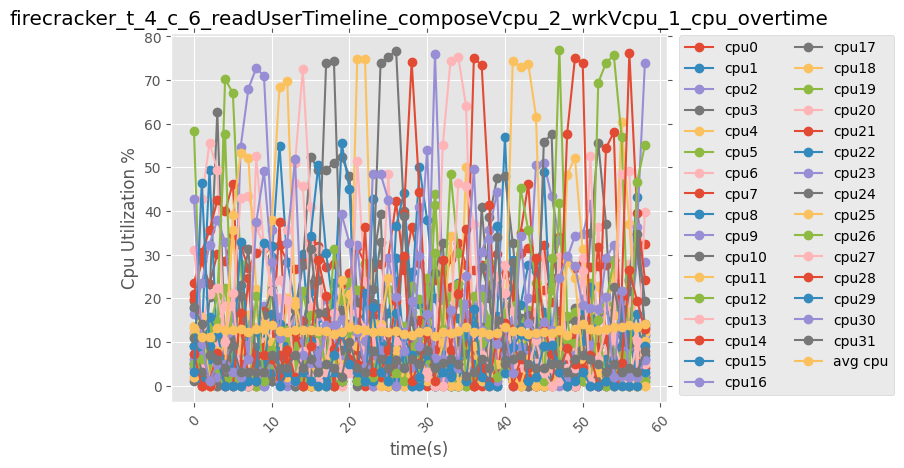 firecracker_t_4_c_6_readUserTimeline_composeVcpu_2_wrkVcpu_1_cpu_overtime
Cpu Utilization %
80
70
60
50
40
30
20
10
0
0
10
20
30
40
50
60
time(s)
cpu0
cpu1
cpu2
cpu3
cpu4
cpu5
cpu6
cpu7
cpu8
cpu9
cpu10
cpu11
cpu12
cpu13
cpu14
cpu15
cpu16
cpu17
cpu18
cpu19
cpu20
cpu21
cpu22
cpu23
cpu24
cpu25
cpu26
cpu27
cpu28
cpu29
cpu30
cpu31
avg cpu